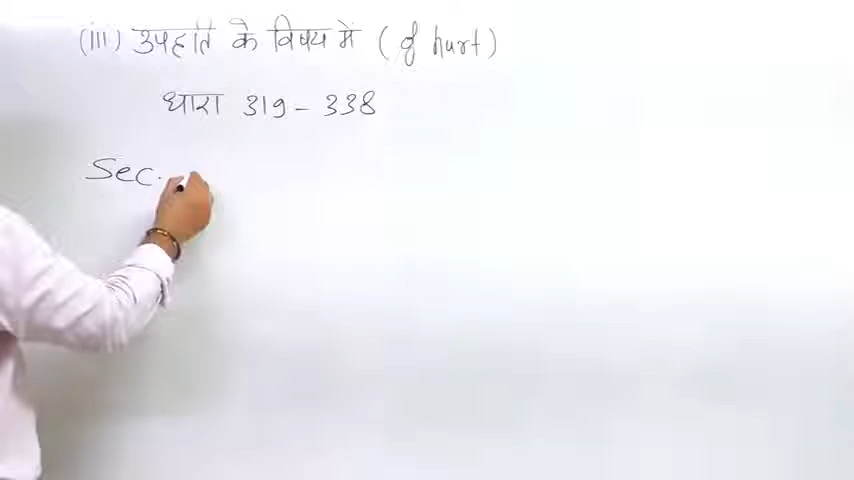 (iii) उपहति के विषय में ( of hurt)
धारा 319 - 338
Sec.